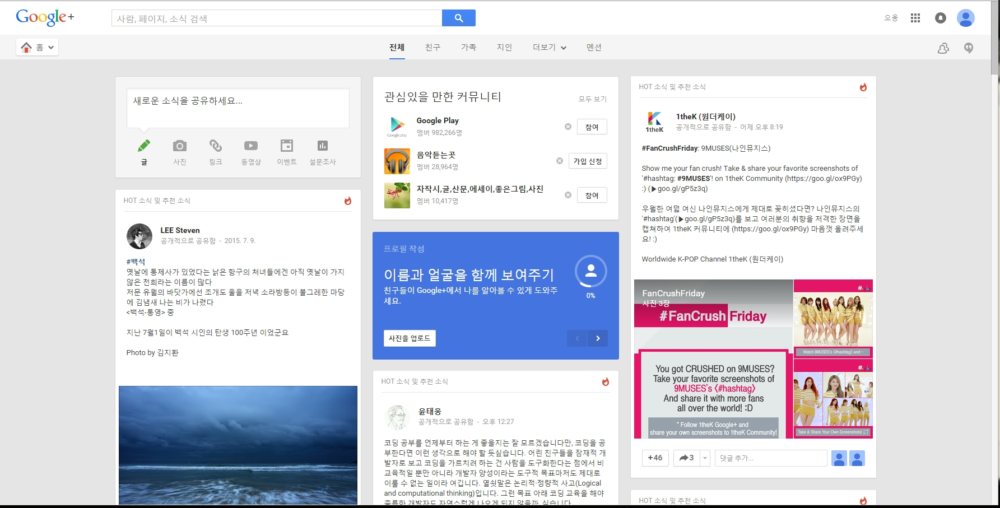 Google+
사람, 페이지, 소식 검색
으웅
홈
전체
친구
가족
지인
더보기
멘션
새로운 소식을 공유하세요...
글
사진
링크
동영상
이벤트
설문조사
HOT 소식 및 추천 소식
LEE Steven
공개적으로 공유함 - 2015. 7. 9.
#백석
옛날에 통제사가 있었다는 낡은 항구의 처녀들에겐 아직 옛날이 가지
않은 천희라는 이름이 많다
저문 유월의 바닷가에선 조개도 울을 저녁 소라방등이 불그레한 마당
에 김냄새 나는 비가 나렸다
<백석-통영> 중
지난 7월1일이 백석 시인의 탄생 100주년 이었군요
Photo by 김지환
관심있을 만한 커뮤니티
모두 보기
Google Play
멤버 982,266명
참여
Google play
음악듣는곳
멤버 28,964명
가입 신청
자작시,글,산문,에세이,좋은그림,사진
멤버 10,417명
참여
프로필 작성
이름과 얼굴을 함께 보여주기
친구들이 Google+에서 나를 알아볼 수 있게 도와주
세요.
0%
사진을 업로드
HOT 소식 및 추천 소식
윤태웅
공개적으로 공유함 - 오후 12:27
코딩 공부를 언제부터 하는 게 좋을지는 잘 모르겠습니다만, 코딩을 공
부한다면 이런 생각으로 해야 할 듯싶습니다. 어린 친구들을 잠재적 개
발자로 보고 코딩을 가르치려 하는 건 사람을 도구화한다는 점에서 비
교육적일 뿐만 아니라 개발자 양성이라는 도구적 목표마저도 제대로
이룰 수 없는 일이라 여깁니다. 열쇳말은 논리적·정량적 사고(Logical
and computational thinking)입니다. 그런 목표 아래 코딩 교육을 해야
훌륭한 개발자도 자연스럽게 나오게 되지 않을까, 싶습니다.
HOT 소식 및 추천 소식
1theK (원더케이)
1theK
공개적으로 공유함 - 어제 오후 8:19
#FanCrushFriday: 9MUSES(나인뮤지스)
Show me your fan crush! Take & share your favorite screenshots of
'#hashtag: #9MUSES'! on 1theK Community (https://goo.gl/ox9PGy)
:) (▶goo.gl/gP5z3q)
우월한 여덟 여신 나인뮤지스에게 제대로 꽂히셨다면? 나인뮤지스의
'#hashtag'(▶goo.gl/gP5z3q)를 보고 여러분의 취향을 저격한 장면을
캡쳐하여 1theK 커뮤니티에 (https://goo.gl/ox9PGy) 마음껏 올려주세
요! :)
Worldwide K-POP Channel 1theK (원더케이)
FanCrushFriday
사진 3장
#FanCrush Friday
You got CRUSHED on 9MUSES?
Take your favorite screenshots of
9MUSES's <#hashtag>
And share it with more fans
all over the world! :D
* Follow 1theK Google+ and
share your own screenshots to 1theK Community!
Watch 9MUSES's <#hashtag> and…
Take & Share Your Own Screenshots!
+46
3
댓글 추가...
HOT 소식 및 추천 소식